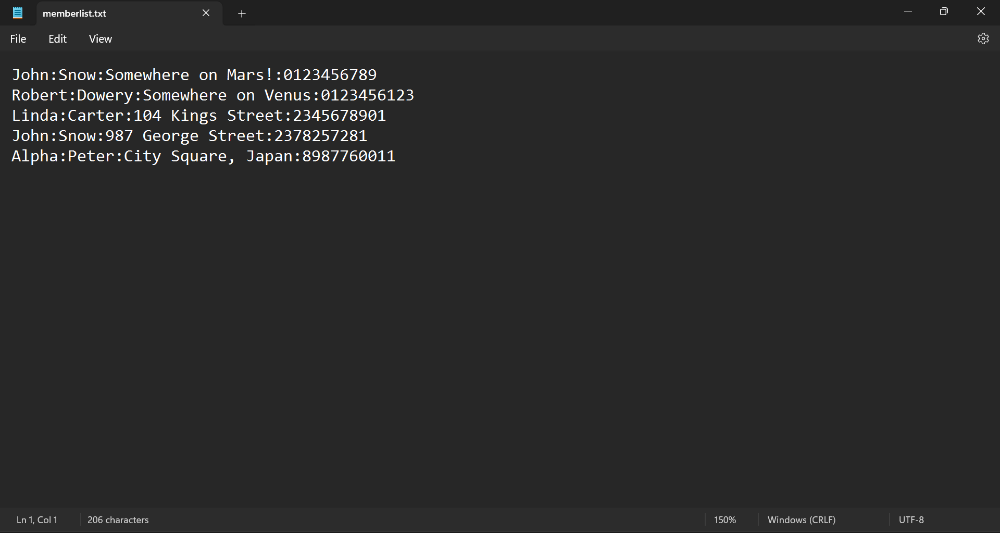 memberlist.txt
File Edit View
John:Snow:Somewhere on Mars!:0123456789
Robert:Dowery:Somewhere on Venus:0123456123
Linda:Carter:104 Kings Street:2345678901
John:Snow:987 George Street:2378257281
Alpha:Peter:City Square, Japan:8987760011
Ln 1, Col 1 206 characters 150% Windows (CRLF) UTF-8